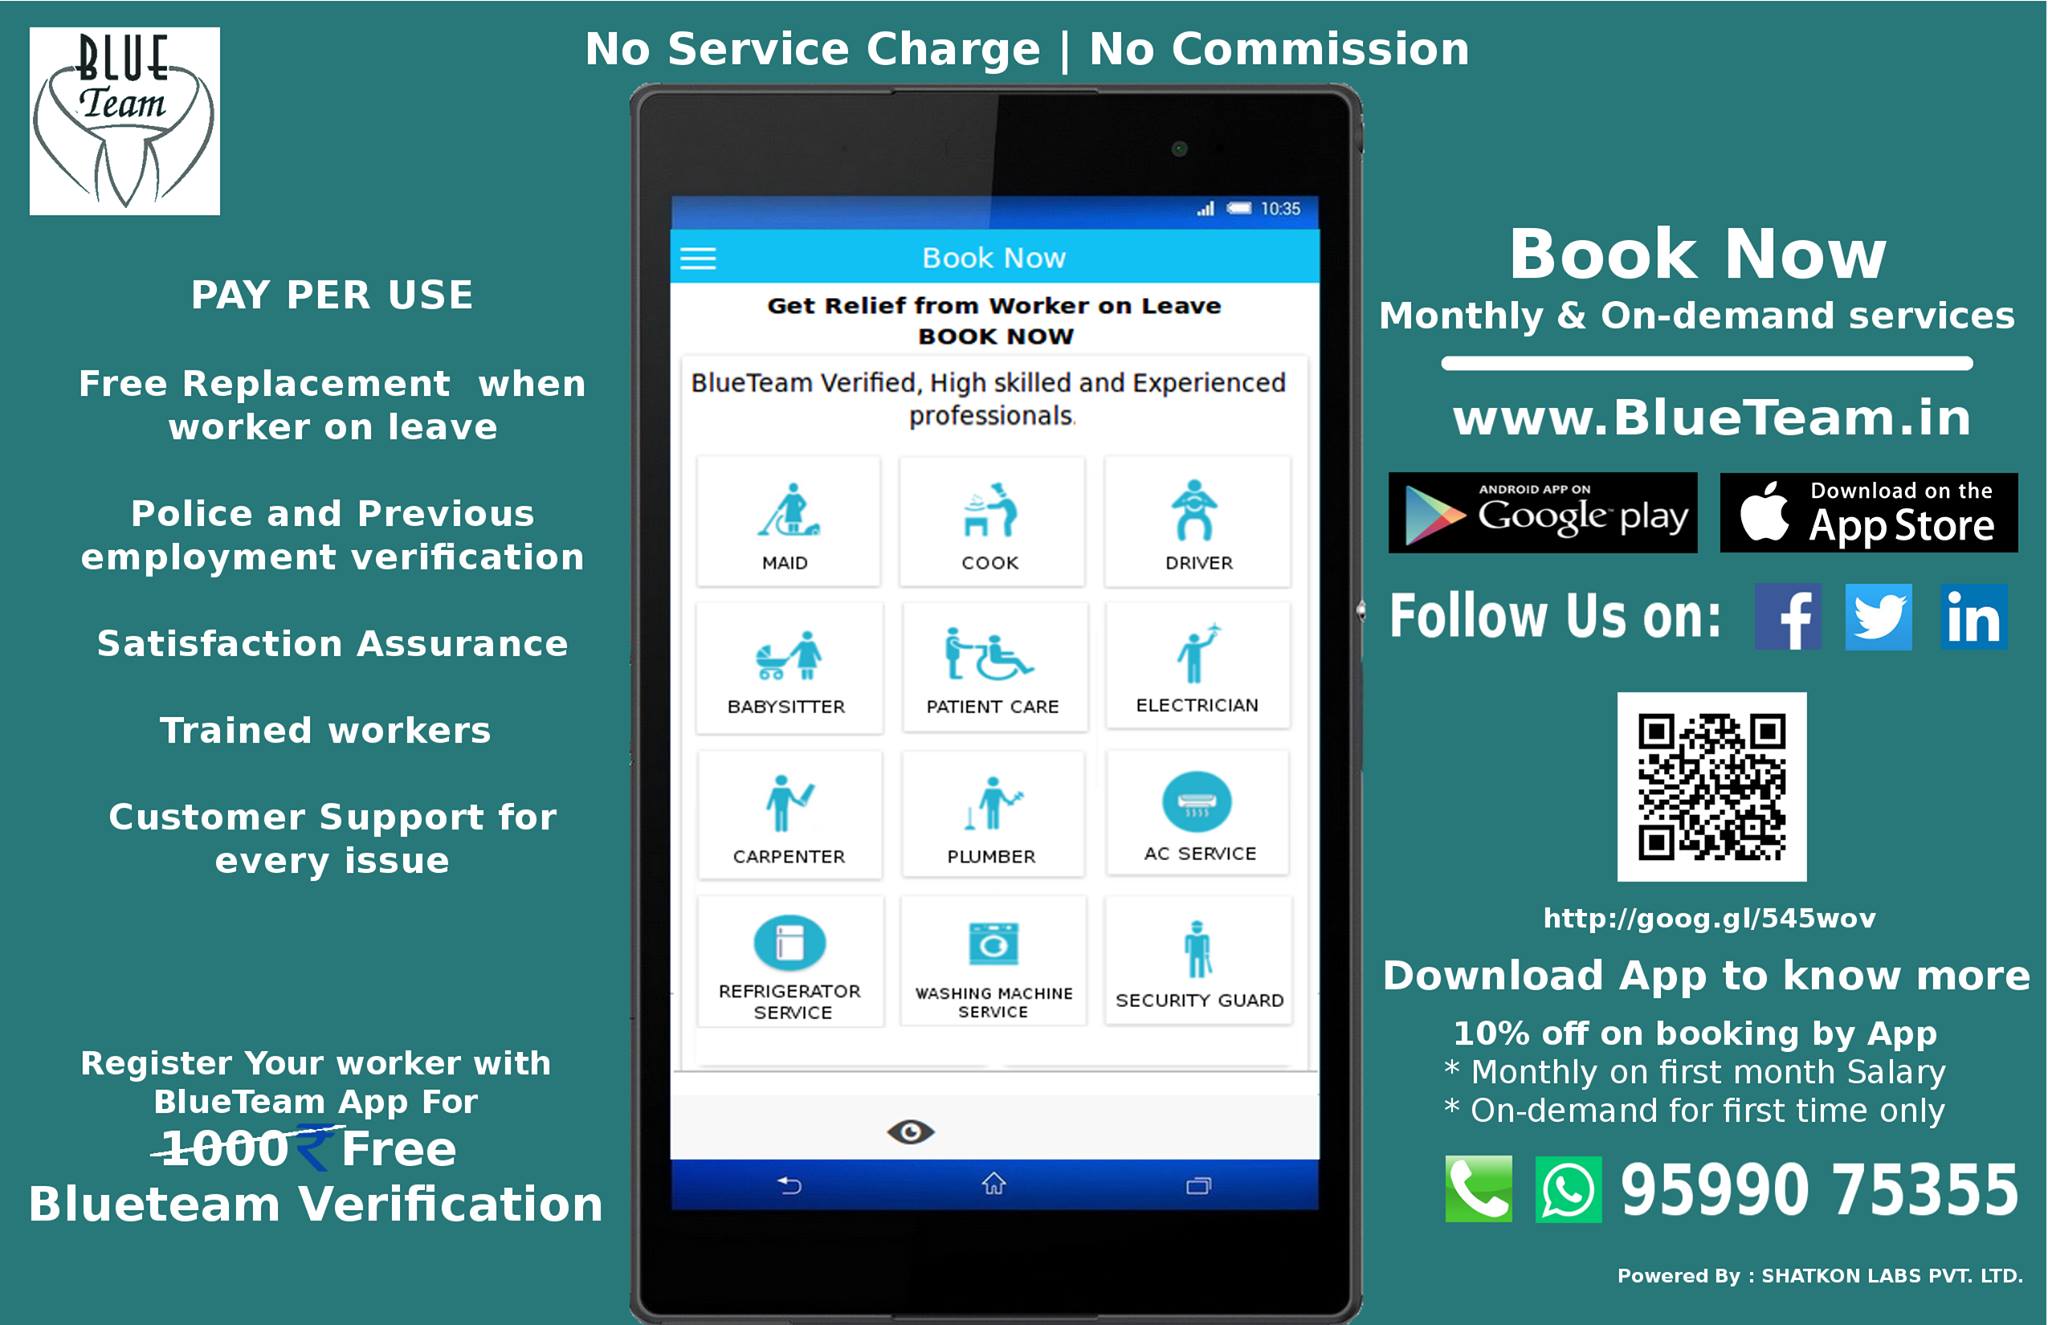 BLUE
Team
No Service Charge | No Commission
PAY PER USE
Free Replacement when
worker on leave
Police and Previous
employment verification
Satisfaction Assurance
Trained workers
Customer Support for
every issue
Register Your worker with
BlueTeam App For
1000₹ Free
Blueteam Verification
10:35
Book Now
Get Relief from Worker on Leave
BOOK NOW
BlueTeam Verified, High skilled and Experienced
professionals.
MAID
COOK
DRIVER
BABYSITTER
PATIENT CARE
ELECTRICIAN
CARPENTER
PLUMBER
AC SERVICE
REFRIGERATOR
SERVICE
WASHING MACHINE
SERVICE
SECURITY GUARD
Book Now
Monthly & On-demand services
www.BlueTeam.in
ANDROID APP ON
Google play
Download on the
App Store
Follow Us on:
http://goog.gl/545wov
Download App to know more
10% off on booking by App
* Monthly on first month Salary
* On-demand for first time only
95990 75355
Powered By : SHATKON LABS PVT. LTD.